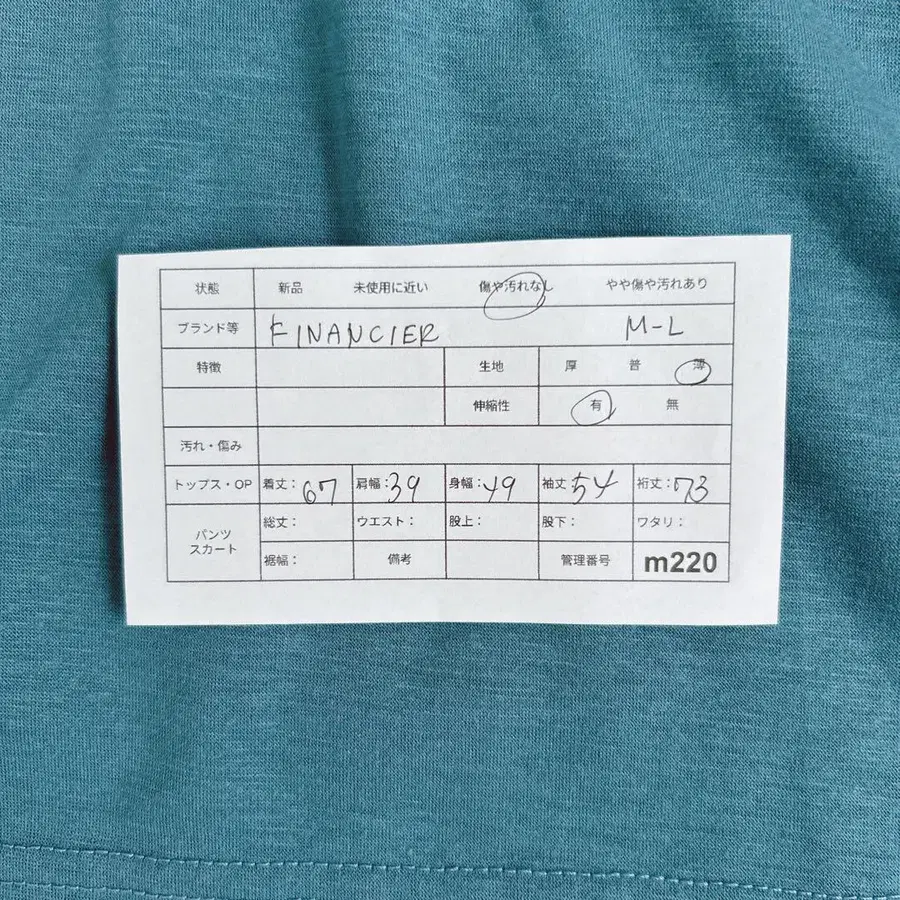 状態 新品 未使用に近い 傷や汚れなし やや傷や汚れあり
ブランド等 FINANCIER M-L
特徴 生地 厚 普 薄
伸縮性 有 無
汚れ・傷み
トップス・OP 着丈：67 肩幅：39 身幅：49 袖丈：54 裄丈：73
パンツ スカート 総丈： ウエスト： 股上： 股下： ワタリ：
裾幅： 備考 管理番号 m220